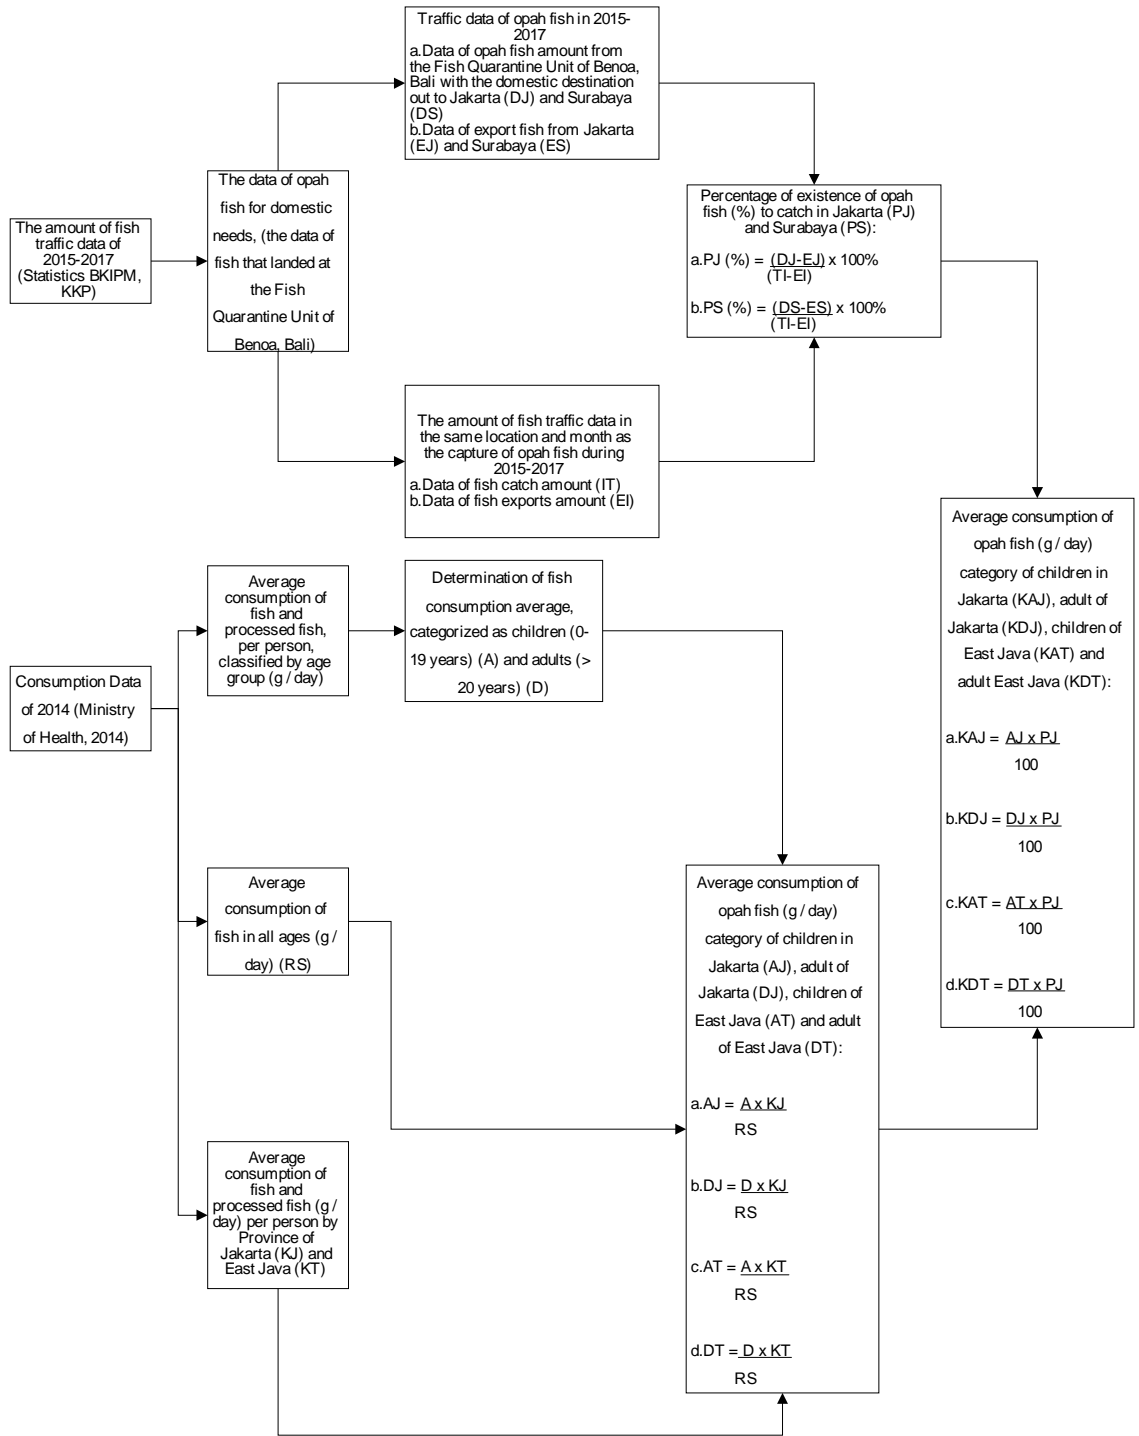 Traffic data of opah fish in 2015-
2017
a.Data of opah fish amount from
the Fish Quarantine Unit of Benoa,
Bali with the domestic destination
out to Jakarta (DJ) and Surabaya
(DS)
b.Data of export fish from Jakarta
(EJ) and Surabaya (ES)
The amount of fish
traffic data of
2015-2017
(Statistics BKIPM,
KKP)
The data of opah
fish for domestic
needs, (the data of
fish that landed at
the Fish
Quarantine Unit of
Benoa, Bali)
Percentage of existence of opah
fish (%) to catch in Jakarta (PJ)
and Surabaya (PS):
a.PJ (%) = (DJ-EJ) x 100%
(TI-EI)
b.PS (%) = (DS-ES) x 100%
(TI-EI)
The amount of fish traffic data in
the same location and month as
the capture of opah fish during
2015-2017
a.Data of fish catch amount (IT)
b.Data of fish exports amount (EI)
Consumption Data
of 2014 (Ministry
of Health, 2014)
Average
consumption of
fish and
processed fish,
per person,
classified by age
group (g / day)
Determination of fish
consumption average,
categorized as children (0-
19 years) (A) and adults (>
20 years) (D)
Average
consumption of
fish in all ages (g /
day) (RS)
Average
consumption of
fish and
processed fish (g /
day) per person by
Province of
Jakarta (KJ) and
East Java (KT)
Average consumption of
opah fish (g / day)
category of children in
Jakarta (AJ), adult of
Jakarta (DJ), children of
East Java (AT) and adult
of East Java (DT):
a.AJ = A x KJ
RS
b.DJ = D x KJ
RS
c.AT = A x KT
RS
d.DT = D x KT
RS
Average consumption of
opah fish (g / day)
category of children in
Jakarta (KAJ), adult of
Jakarta (KDJ), children of
East Java (KAT) and
adult East Java (KDT):
a.KAJ = AJ x PJ
100
b.KDJ = DJ x PJ
100
c.KAT = AT x PJ
100
d.KDT = DT x PJ
100